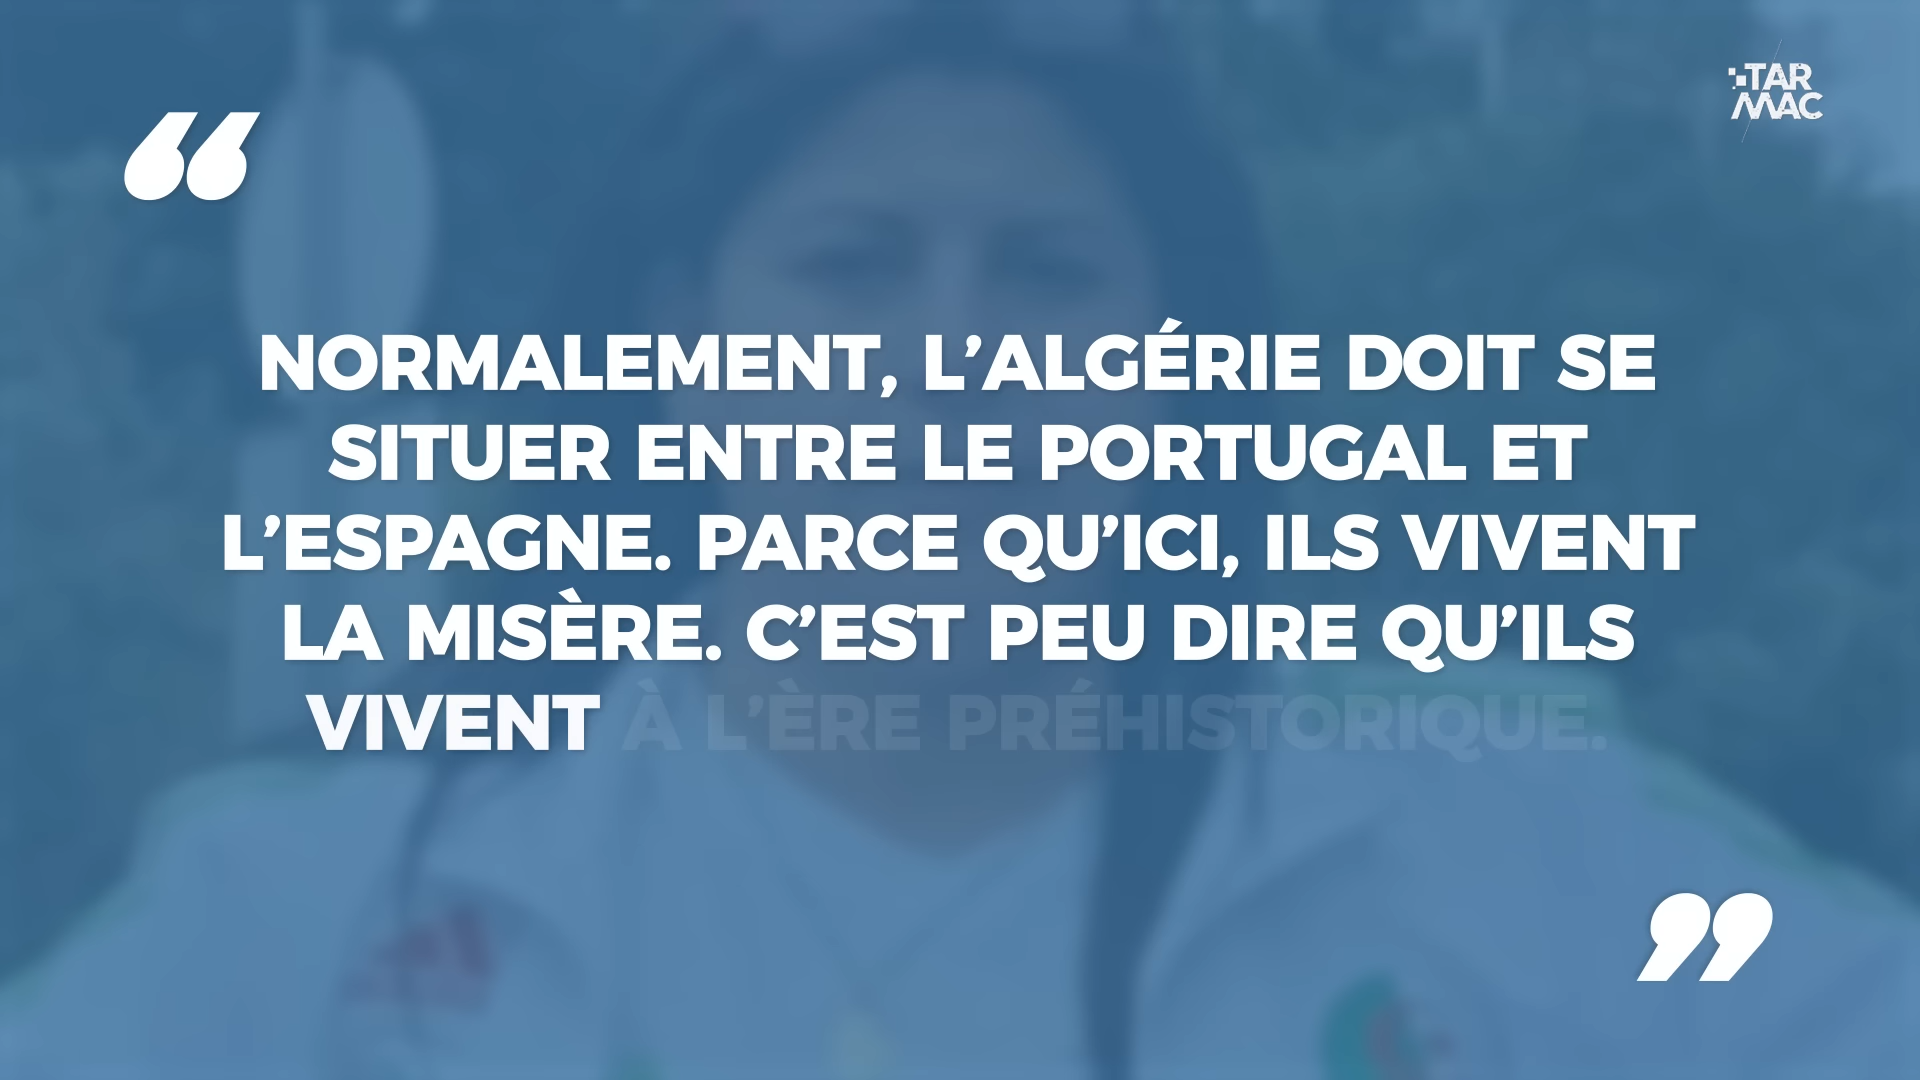 TAR
MAC
“
NORMALEMENT, L’ALGÉRIE DOIT SE
SITUER ENTRE LE PORTUGAL ET
L’ESPAGNE. PARCE QU’ICI, ILS VIVENT
LA MISÈRE. C’EST PEU DIRE QU’ILS
VIVENT À L’ÈRE PRÉHISTORIQUE.
”